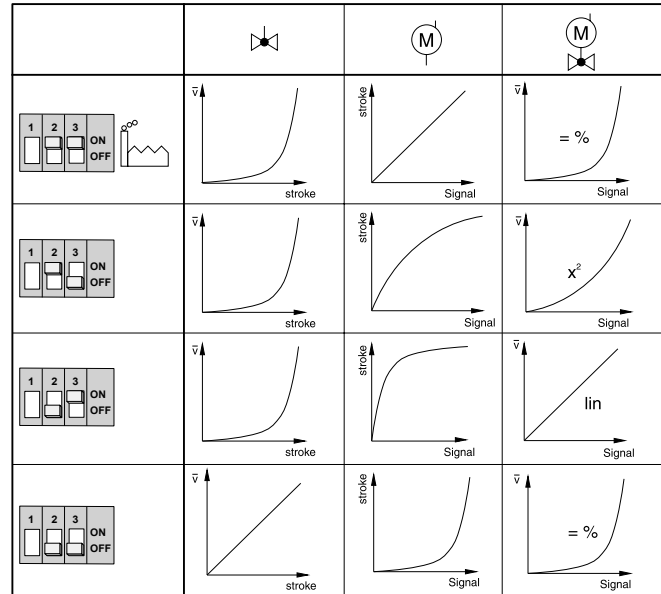 M
M
1 2 3
ON
OFF
v̄
stroke
stroke
Signal
v̄
= %
Signal
1 2 3
ON
OFF
v̄
stroke
stroke
Signal
v̄
x²
Signal
1 2 3
ON
OFF
v̄
stroke
stroke
Signal
v̄
lin
Signal
1 2 3
ON
OFF
v̄
stroke
stroke
Signal
v̄
= %
Signal